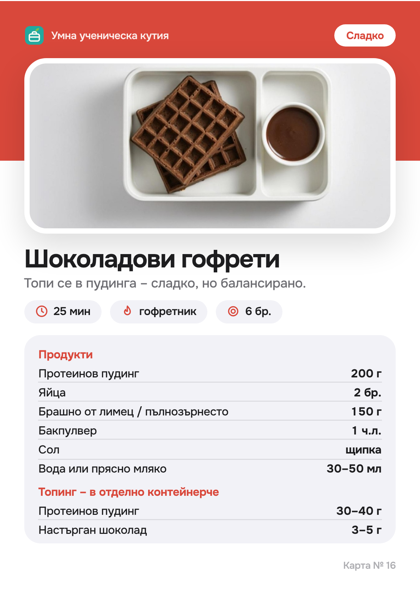 Умна ученическа кутия
Сладко
Шоколадови гофрети
Топи се в пудинга – сладко, но балансирано.
25 мин
гофретник
6 бр.
Продукти
Протеинов пудинг 200 г
Яйца 2 бр.
Брашно от лимец / пълнозърнесто 150 г
Бакпулвер 1 ч.л.
Сол щипка
Вода или прясно мляко 30–50 мл
Топинг – в отделно контейнерче
Протеинов пудинг 30–40 г
Настърган шоколад 3–5 г
Карта № 16